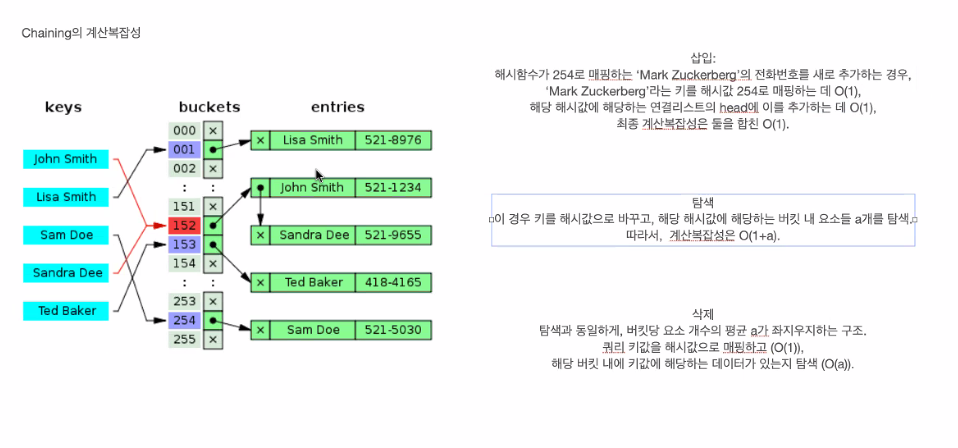 Chaining의 계산복잡성
keys
buckets
entries
John Smith
Lisa Smith
Sam Doe
Sandra Dee
Ted Baker
000 ×
001
002 ×
: :
151 ×
152
153
154 ×
: :
253 ×
254
255 ×
× Lisa Smith 521-8976
John Smith 521-1234
× Sandra Dee 521-9655
× Ted Baker 418-4165
× Sam Doe 521-5030
삽입:
해시함수가 254로 매핑하는 ‘Mark Zuckerberg’의 전화번호를 새로 추가하는 경우,
‘Mark Zuckerberg’라는 키를 해시값 254로 매핑하는 데 O(1),
해당 해시값에 해당하는 연결리스트의 head에 이를 추가하는 데 O(1),
최종 계산복잡성은 둘을 합친 O(1).
탐색
이 경우 키를 해시값으로 바꾸고, 해당 해시값에 해당하는 버킷 내 요소들 a개를 탐색.
따라서, 계산복잡성은 O(1+a).
삭제
탐색과 동일하게, 버킷당 요소 개수의 평균 a가 좌지우지하는 구조.
쿼리 키값을 해시값으로 매핑하고 (O(1)),
해당 버킷 내에 키값에 해당하는 데이터가 있는지 탐색 (O(a)).